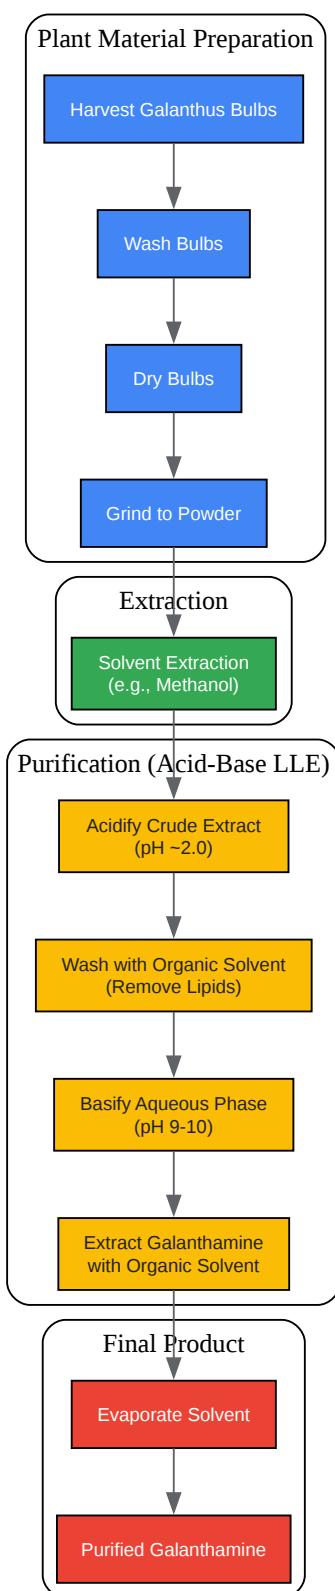 Plant Material Preparation
Harvest Galanthus Bulbs
Wash Bulbs
Dry Bulbs
Grind to Powder
Extraction
Solvent Extraction
(e.g., Methanol)
Purification (Acid-Base LLE)
Acidify Crude Extract
(pH ~2.0)
Wash with Organic Solvent
(Remove Lipids)
Basify Aqueous Phase
(pH 9-10)
Extract Galanthamine
with Organic Solvent
Final Product
Evaporate Solvent
Purified Galanthamine